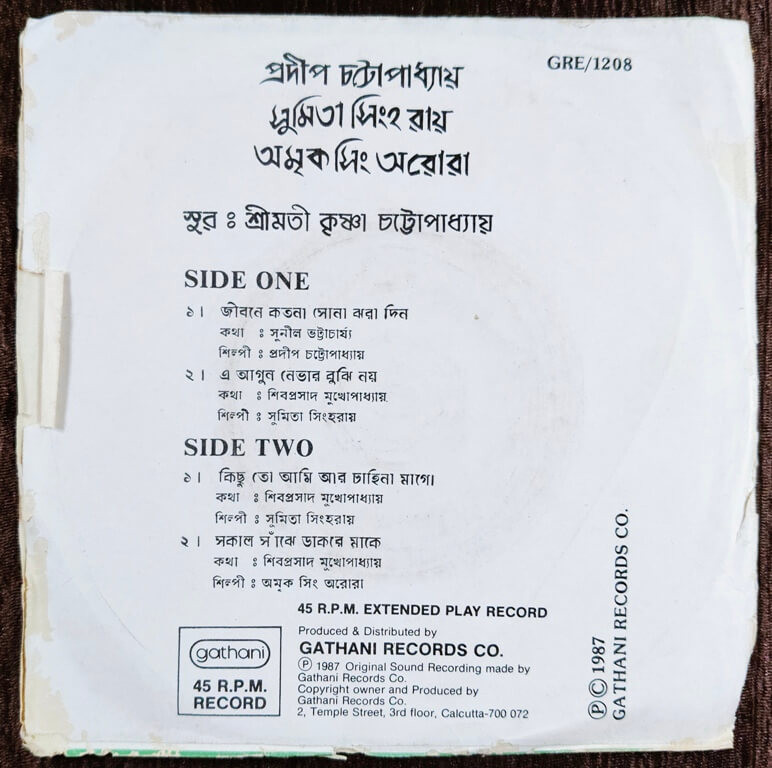 প্রদীপ চট্টোপাধ্যায়
GRE/1208
সুমিতা সিংহ রায়
অমৃক সিং অরোরা
সুর : শ্রীমতী কৃষ্ণা চট্টোপাধ্যায়
SIDE ONE
১। জীবনে কতনা সোনা ঝরা দিন
কথা : সুনীল ভট্টাচার্য্য
শিল্পী : প্রদীপ চট্টোপাধ্যায়
২। এ আগুন নেভার বুঝি নয়
কথা : শিবপ্রসাদ মুখোপাধ্যায়
শিল্পী : সুমিতা সিংহরায়
SIDE TWO
১। কিছু তো আমি আর চাহিনা মাগো
কথা : শিবপ্রসাদ মুখোপাধ্যায়
শিল্পী : সুমিতা সিংহরায়
২। সকাল সাঁঝে ডাকরে মাকে
কথা : শিবপ্রসাদ মুখোপাধ্যায়
শিল্পী : অমৃক সিং অরোরা
45 R.P.M. EXTENDED PLAY RECORD
gathani
45 R.P.M.
RECORD
Produced & Distributed by
GATHANI RECORDS CO.
Ⓟ 1987 Original Sound Recording made by
Gathani Records Co.
Copyright owner and Produced by
Gathani Records Co.
2, Temple Street, 3rd floor, Calcutta-700 072
Ⓟ © 1987
GATHANI RECORDS CO.